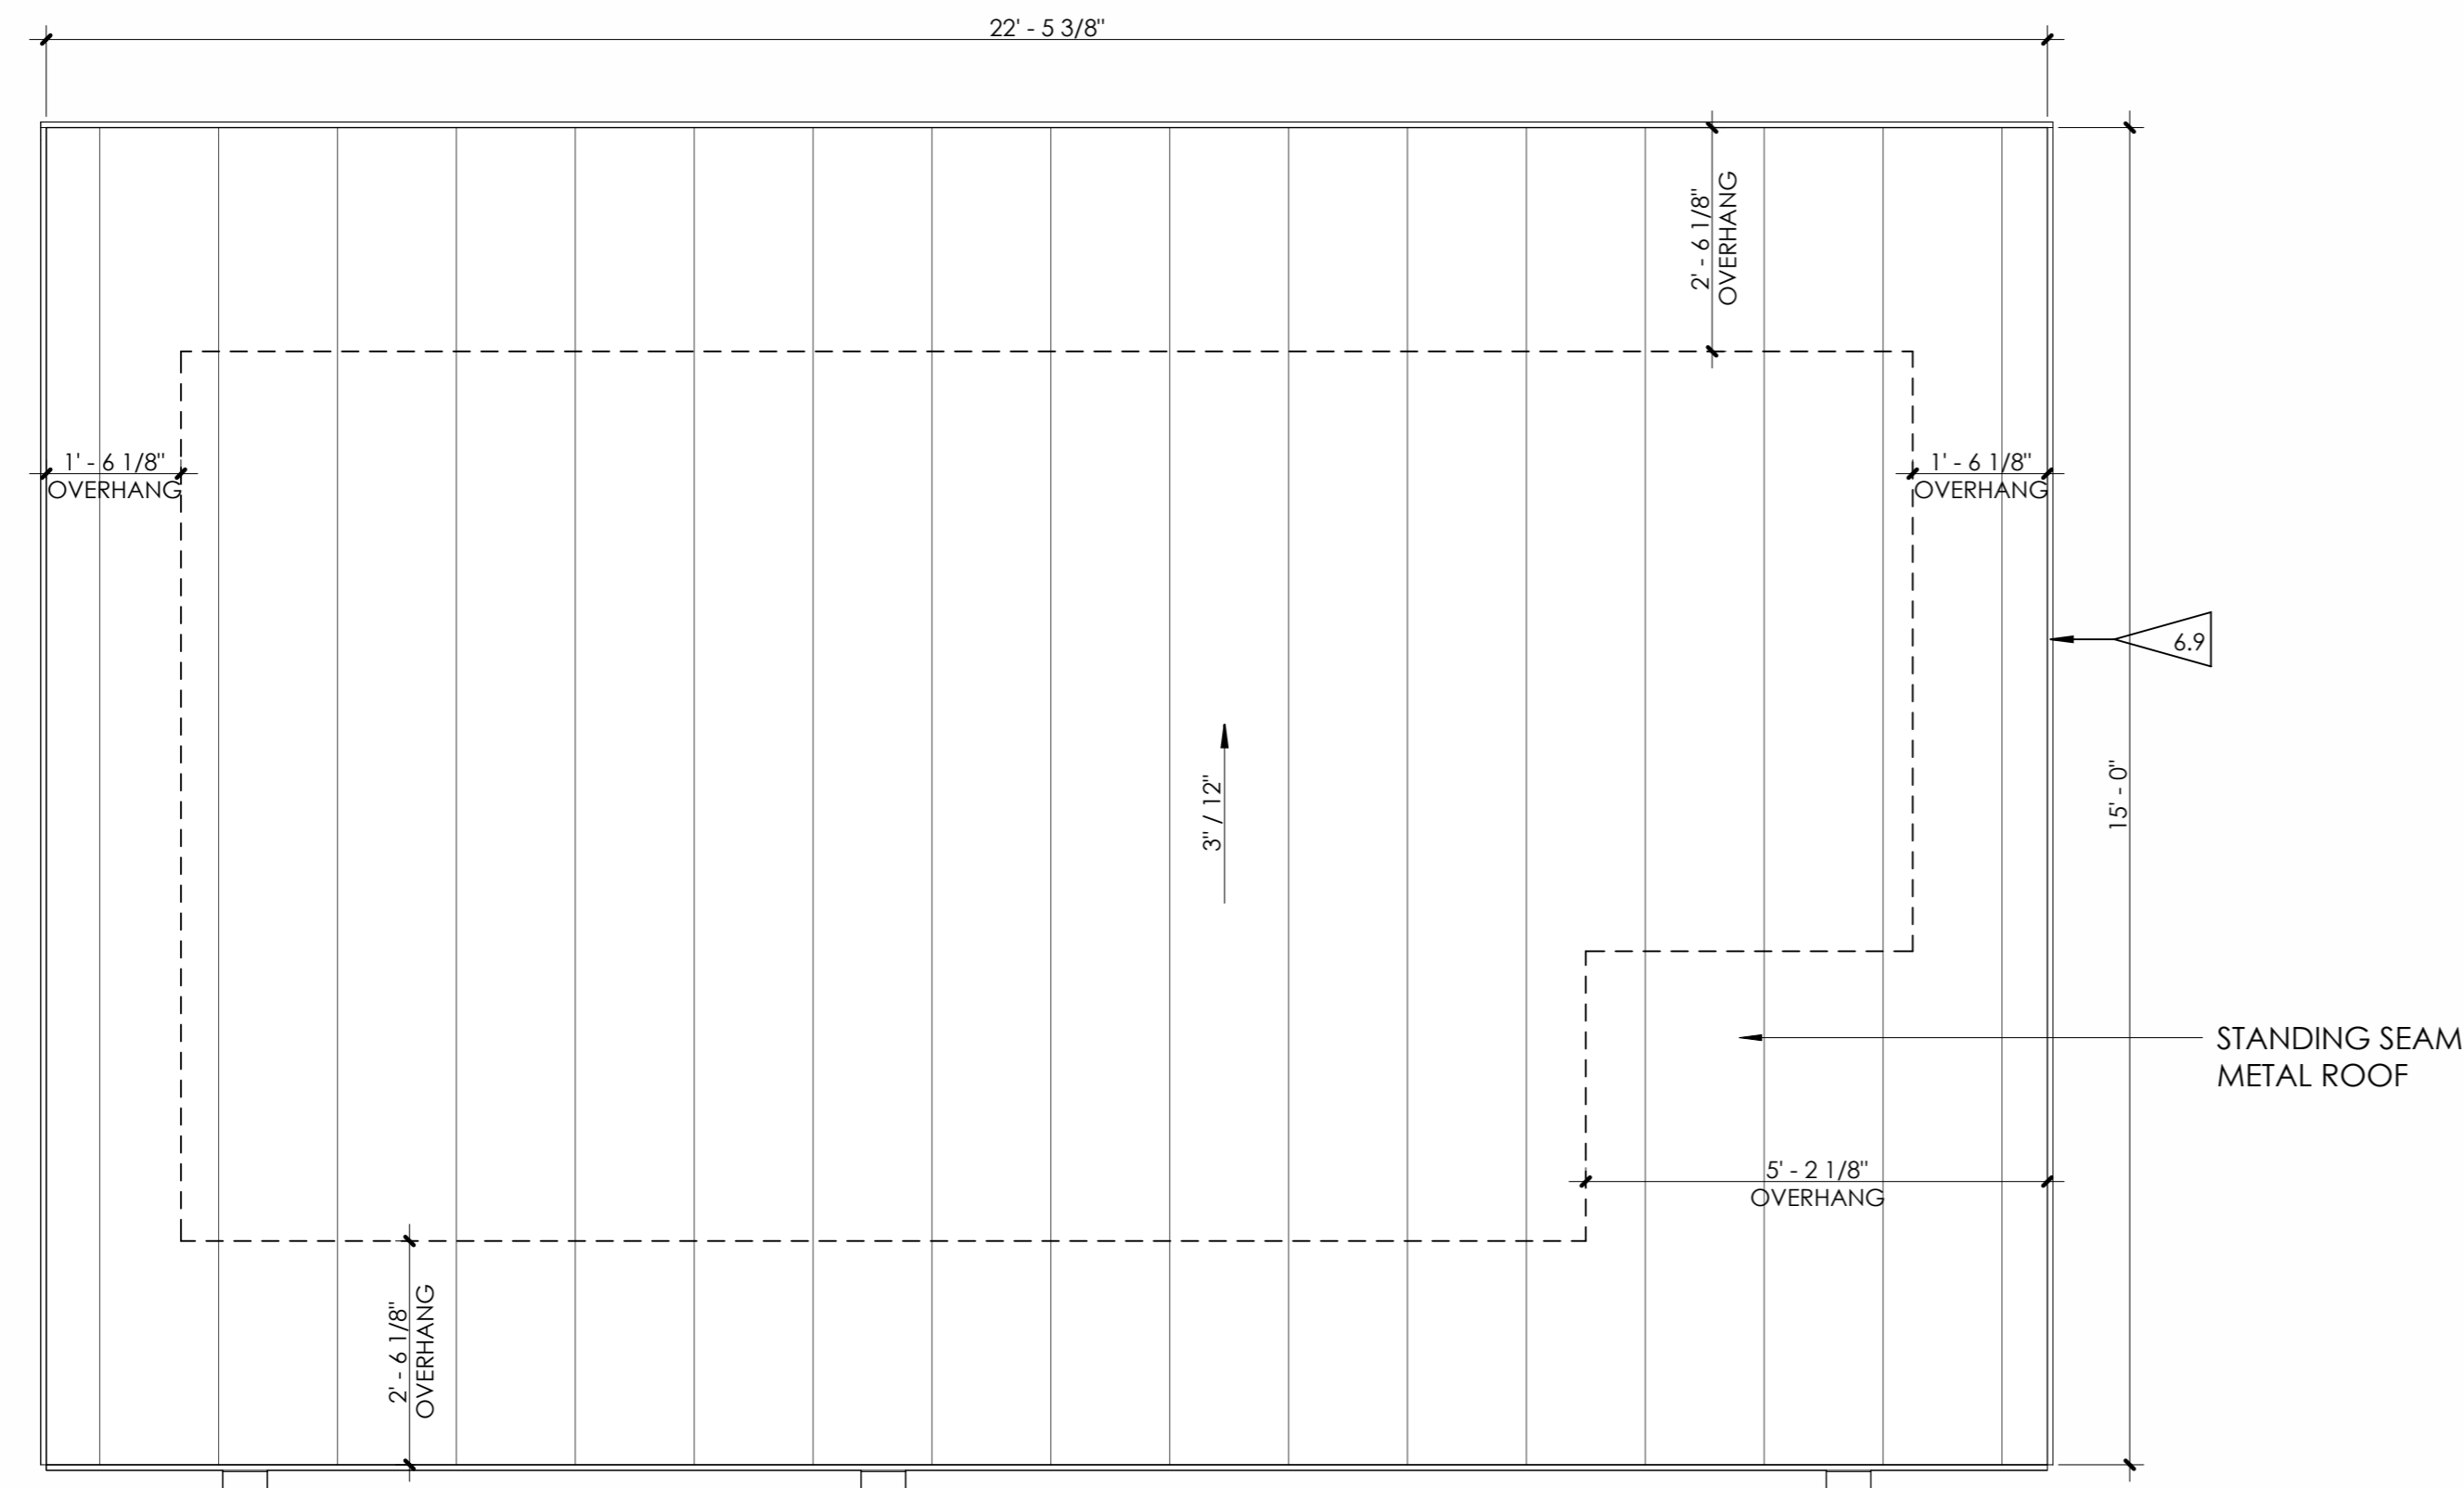 22' - 5 3/8"
2' - 6 1/8"
OVERHANG
1' - 6 1/8"
OVERHANG
1' - 6 1/8"
OVERHANG
6.9
3" / 12"
15' - 0"
STANDING SEAM
METAL ROOF
5' - 2 1/8"
OVERHANG
2' - 6 1/8"
OVERHANG